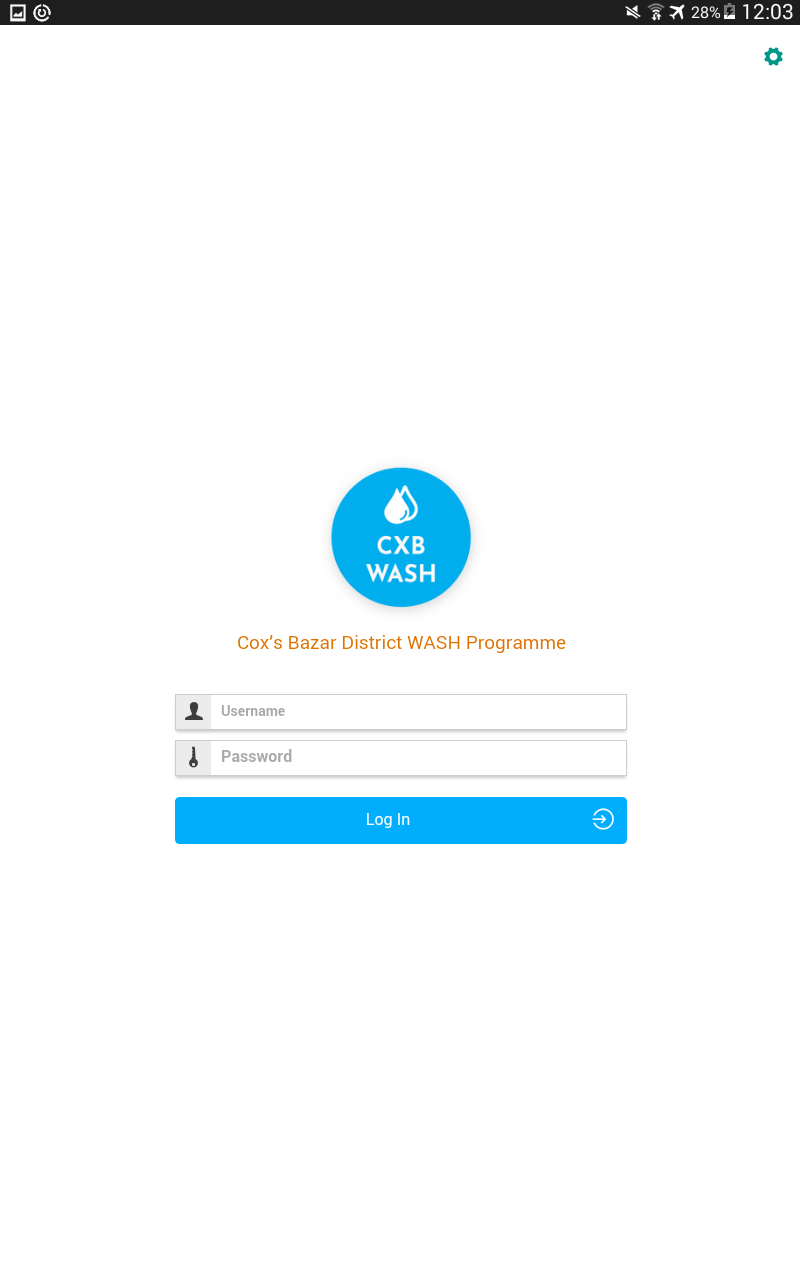 28% 12:03
CXB
WASH
Cox’s Bazar District WASH Programme
Username
Password
Log In